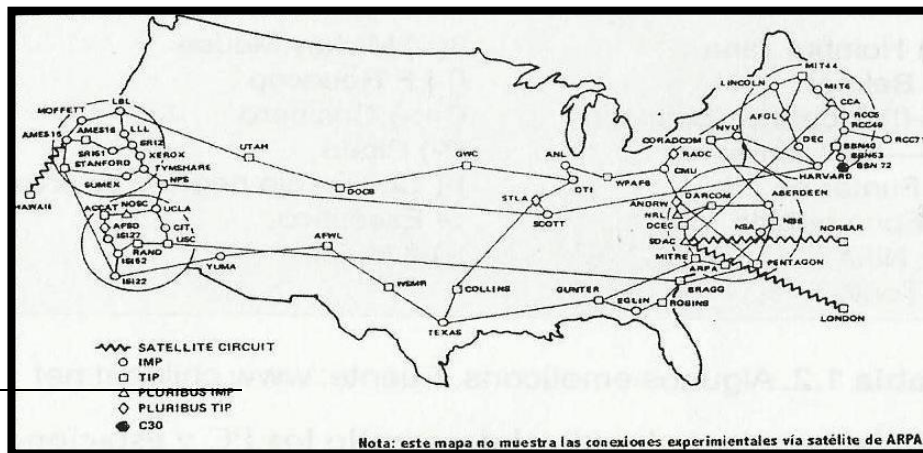 MIT44
LINCOLN
MIT6
MOFFETT
LBL
CCA
AFGL
RCC5
NYU
AMES15
AMES16
LLL
CORADCOM
DEC
RCC49
RCC
SRI2
UTAH
RADC
BBN40
SRI51
XEROX
GWC
ANL
BBN63
STANFORD
TYMSHARE
DTI
WPAFB
CMU
HARVARD
BBN 72
SUMEX
NPS
DOCB
ABERDEEN
HAWAII
STLA
ANDRW
DARCOM
ACCAT
NOSC
UCLA
SCOTT
NRL
NBS
AFSD
CIT
DCEC
NSA
NORSAR
ISI27
AFWL
SDAC
RAND
USC
ISI52
MITRE
ARPA
PENTAGON
YUMA
ISI22
WSMR
COLLINS
GUNTER
BRAGG
EGLIN
ROBINS
TEXAS
LONDON
SATELLITE CIRCUIT
IMP
TIP
PLURIBUS IMP
PLURIBUS TIP
C30
Nota: este mapa no muestra las conexiones experimentales vía satélite de ARPA